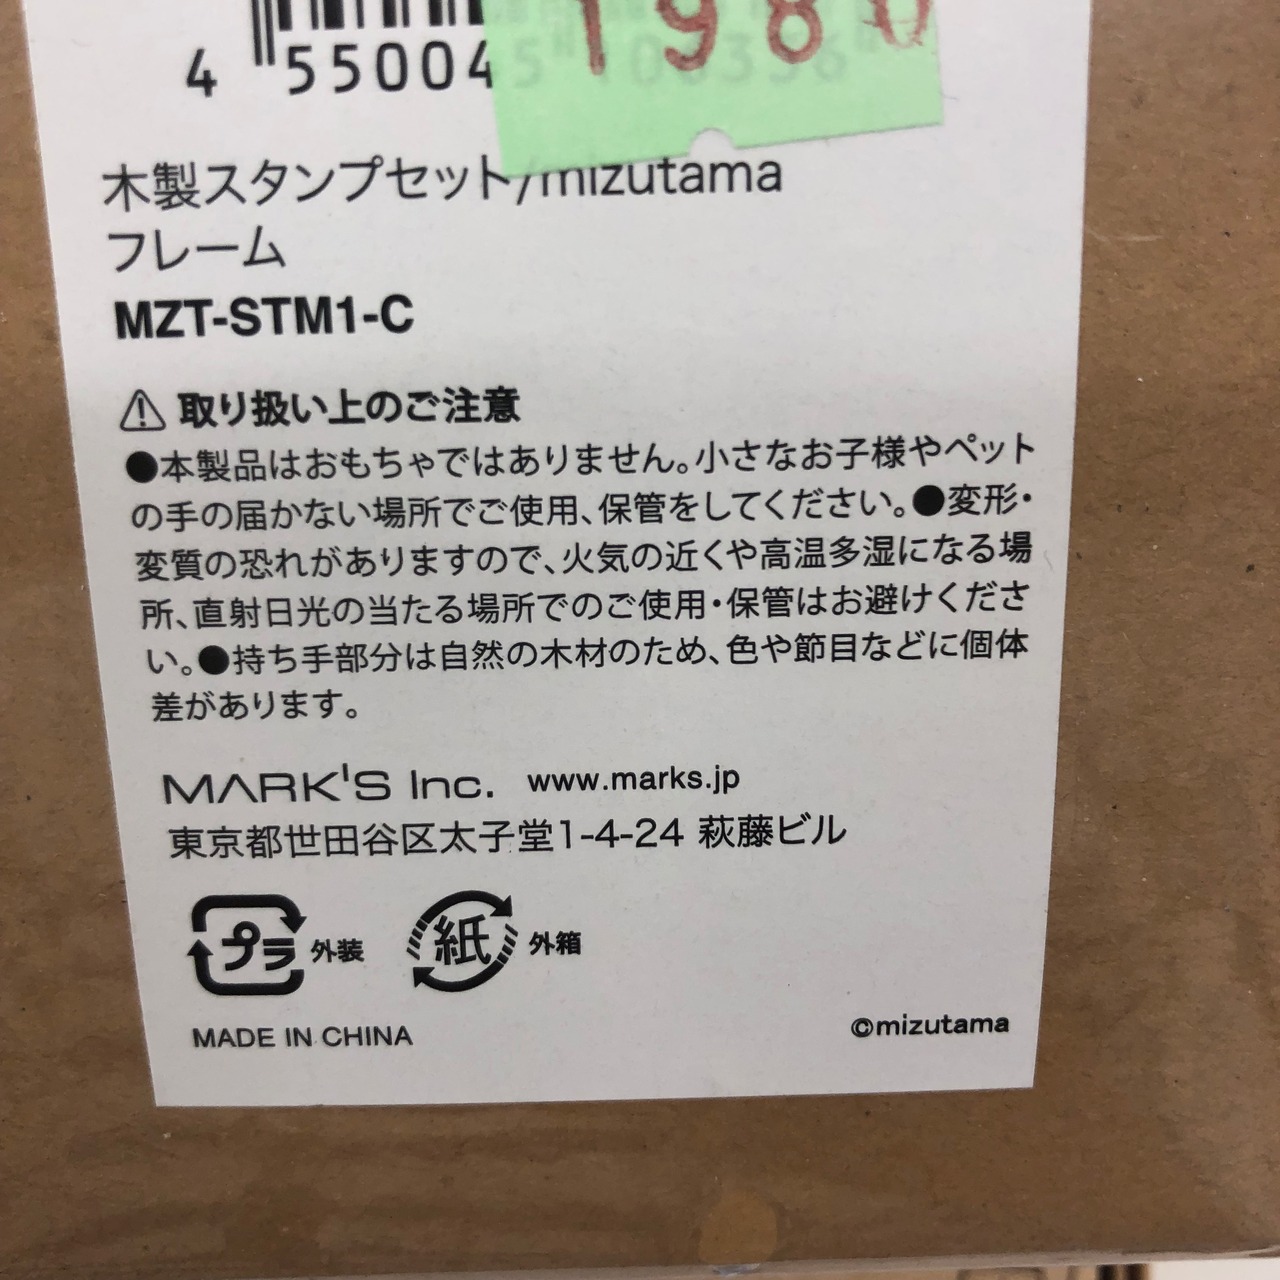 1980
4 550045 100396
木製スタンプセット/mizutama
フレーム
MZT-STM1-C
取り扱い上のご注意
●本製品はおもちゃではありません。小さなお子様やペット
の手の届かない場所でご使用、保管をしてください。●変形・
変質の恐れがありますので、火気の近くや高温多湿になる場
所、直射日光の当たる場所でのご使用・保管はお避けくださ
い。●持ち手部分は自然の木材のため、色や節目などに個体
差があります。
MARK'S Inc. www.marks.jp
東京都世田谷区太子堂1-4-24 萩藤ビル
プラ 外装 紙 外箱
MADE IN CHINA
©mizutama